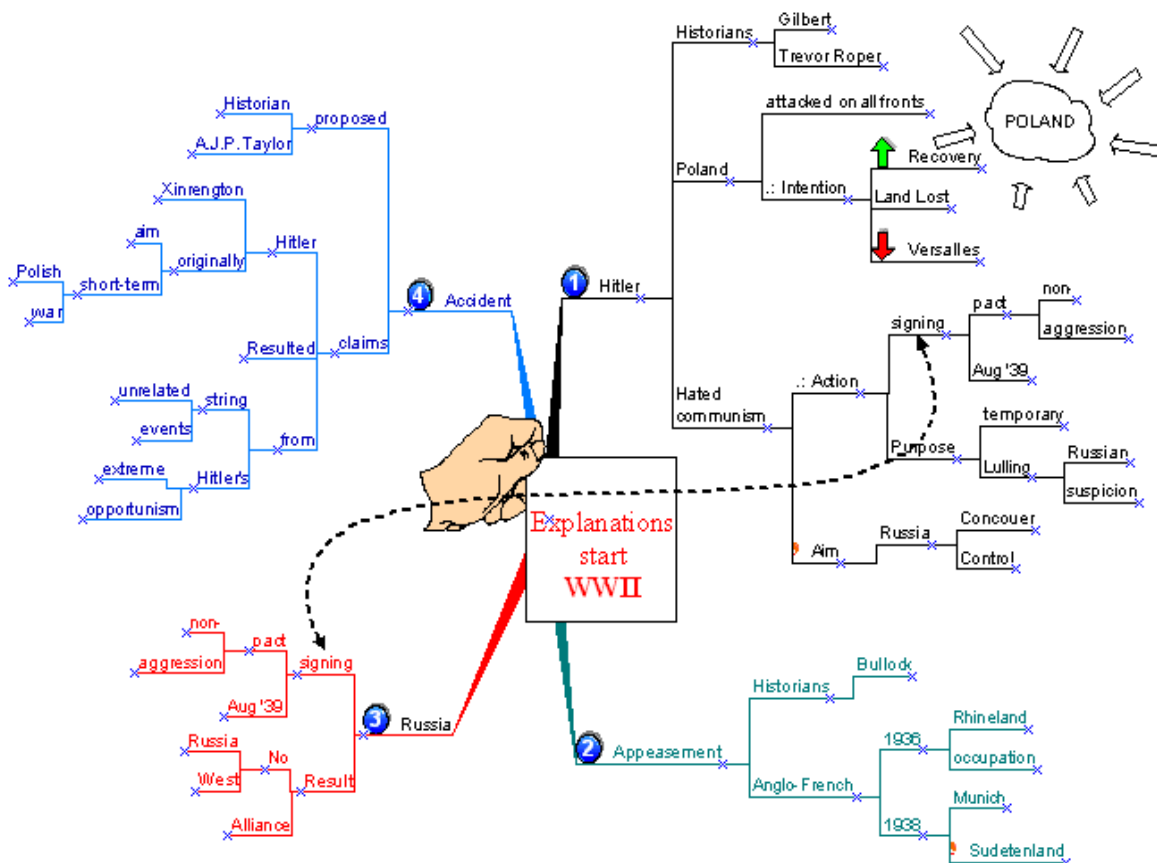 Explanations
start
WWII
1 Hitler
Historians
Gilbert
Trevor Roper
Poland
attacked on all fronts
.: Intention
Recovery
Land Lost
Versalles
POLAND
Hated
communism
.: Action
signing
pact
non-
aggression
Aug '39
Purpose
temporary
Lulling
Russian
suspicion
Aim
Russia
Concouer
Control
2 Appeasement
Historians
Bullock
Anglo-French
1936
Rhineland
occupation
1938
Munich
Sudetenland
3 Russia
signing
pact
non-
aggression
Aug '39
Result
No
Russia
West
Alliance
4 Accident
proposed
Historian
A.J.P. Taylor
claims
Hitler
Xinrengton
originally
aim
short-term
Polish
war
Resulted
from
string
unrelated
events
Hitler's
extreme
opportunism